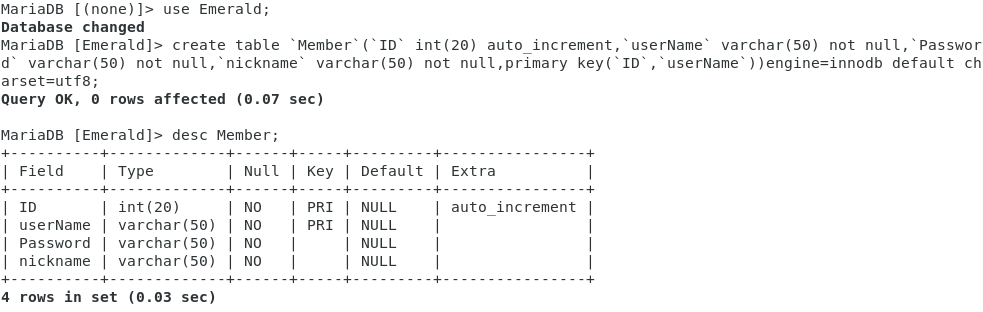 MariaDB [(none)]> use Emerald;
Database changed
MariaDB [Emerald]> create table `Member`(`ID` int(20) auto_increment,`userName` varchar(50) not null,`Passwor
d` varchar(50) not null,`nickname` varchar(50) not null,primary key(`ID`,`userName`))engine=innodb default ch
arset=utf8;
Query OK, 0 rows affected (0.07 sec)

MariaDB [Emerald]> desc Member;
+----------+-------------+------+-----+---------+----------------+
| Field    | Type        | Null | Key | Default | Extra          |
+----------+-------------+------+-----+---------+----------------+
| ID       | int(20)     | NO   | PRI | NULL    | auto_increment |
| userName | varchar(50) | NO   | PRI | NULL    |                |
| Password | varchar(50) | NO   |     | NULL    |                |
| nickname | varchar(50) | NO   |     | NULL    |                |
+----------+-------------+------+-----+---------+----------------+
4 rows in set (0.03 sec)